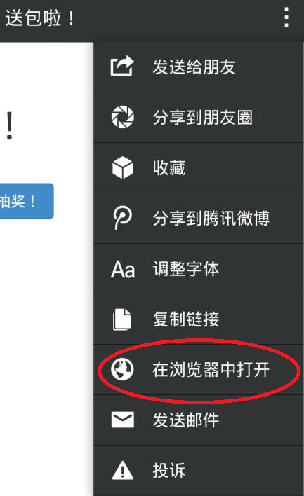 送包啦！
！
抽奖！
发送给朋友
分享到朋友圈
收藏
分享到腾讯微博
Aa 调整字体
复制链接
在浏览器中打开
发送邮件
投诉